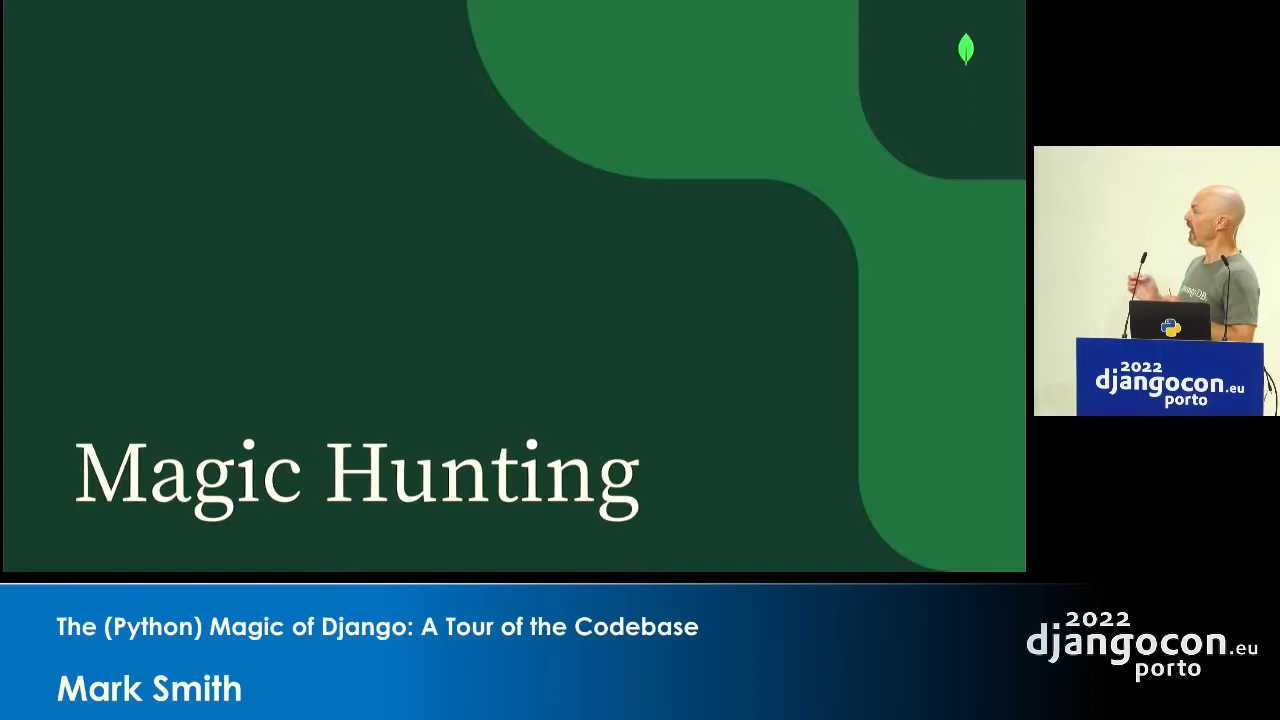 Magic Hunting
2022
djangocon.eu
porto
The (Python) Magic of Django: A Tour of the Codebase
Mark Smith
2022
djangocon.eu
porto